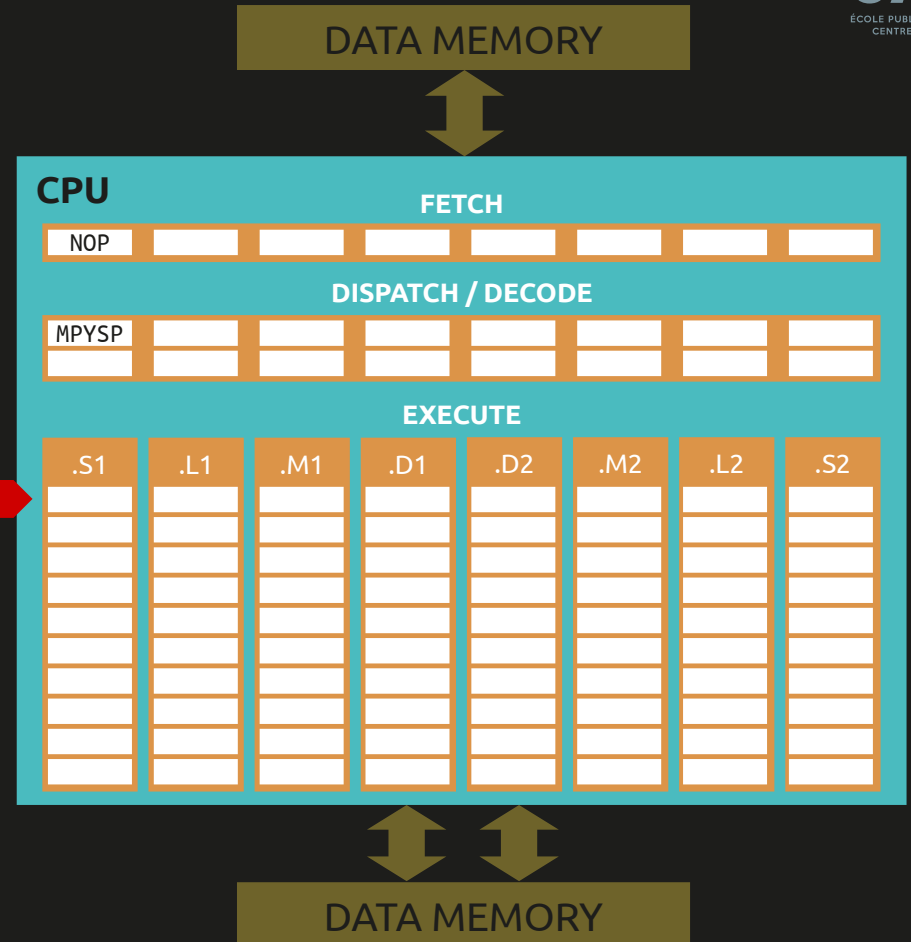 ÉCOLE
CENTRE
DATA MEMORY
CPU
FETCH
NOP
DISPATCH / DECODE
MPYSP
EXECUTE
.S1 .L1 .M1 .D1 .D2 .M2 .L2 .S2
DATA MEMORY